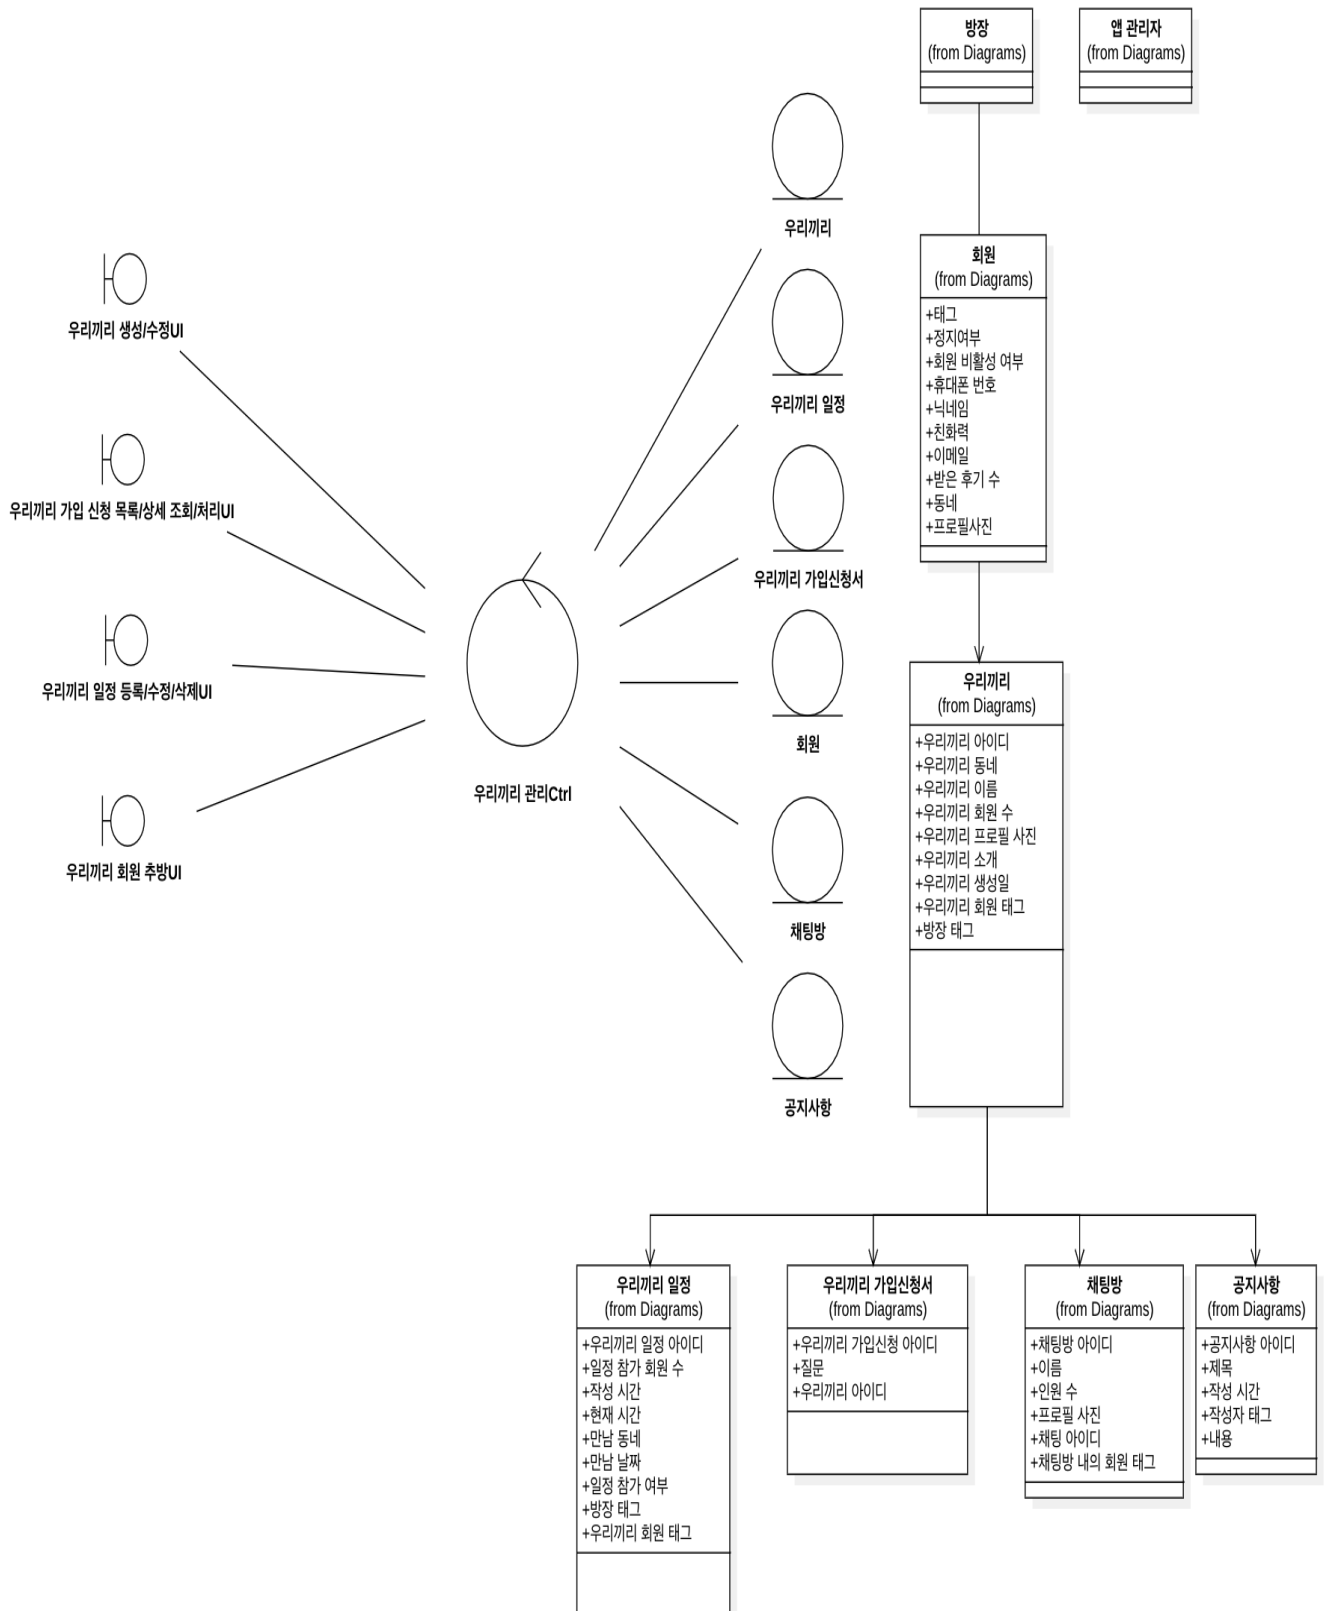 방장
(from Diagrams)
앱 관리자
(from Diagrams)
우리끼리
회원
(from Diagrams)
+태그
+정지여부
+회원 비활성 여부
+휴대폰 번호
+닉네임
+친화력
+이메일
+받은 후기 수
+동네
+프로필사진
우리끼리 생성/수정UI
우리끼리 일정
우리끼리 가입 신청 목록/상세 조회/처리UI
우리끼리 가입신청서
우리끼리 일정 등록/수정/삭제UI
회원
우리끼리 관리Ctrl
우리끼리 회원 추방UI
채팅방
공지사항
우리끼리
(from Diagrams)
+우리끼리 아이디
+우리끼리 동네
+우리끼리 이름
+우리끼리 회원 수
+우리끼리 프로필 사진
+우리끼리 소개
+우리끼리 생성일
+우리끼리 회원 태그
+방장 태그
우리끼리 일정
(from Diagrams)
+우리끼리 일정 아이디
+일정 참가 회원 수
+작성 시간
+현재 시간
+만남 동네
+만남 날짜
+일정 참가 여부
+방장 태그
+우리끼리 회원 태그
우리끼리 가입신청서
(from Diagrams)
+우리끼리 가입신청 아이디
+질문
+우리끼리 아이디
채팅방
(from Diagrams)
+채팅방 아이디
+이름
+인원 수
+프로필 사진
+채팅 아이디
+채팅방 내의 회원 태그
공지사항
(from Diagrams)
+공지사항 아이디
+제목
+작성 시간
+작성자 태그
+내용